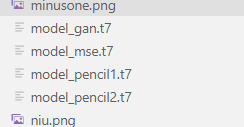 minusone.png
model_gan.t7
model_mse.t7
model_pencil1.t7
model_pencil2.t7
niu.png